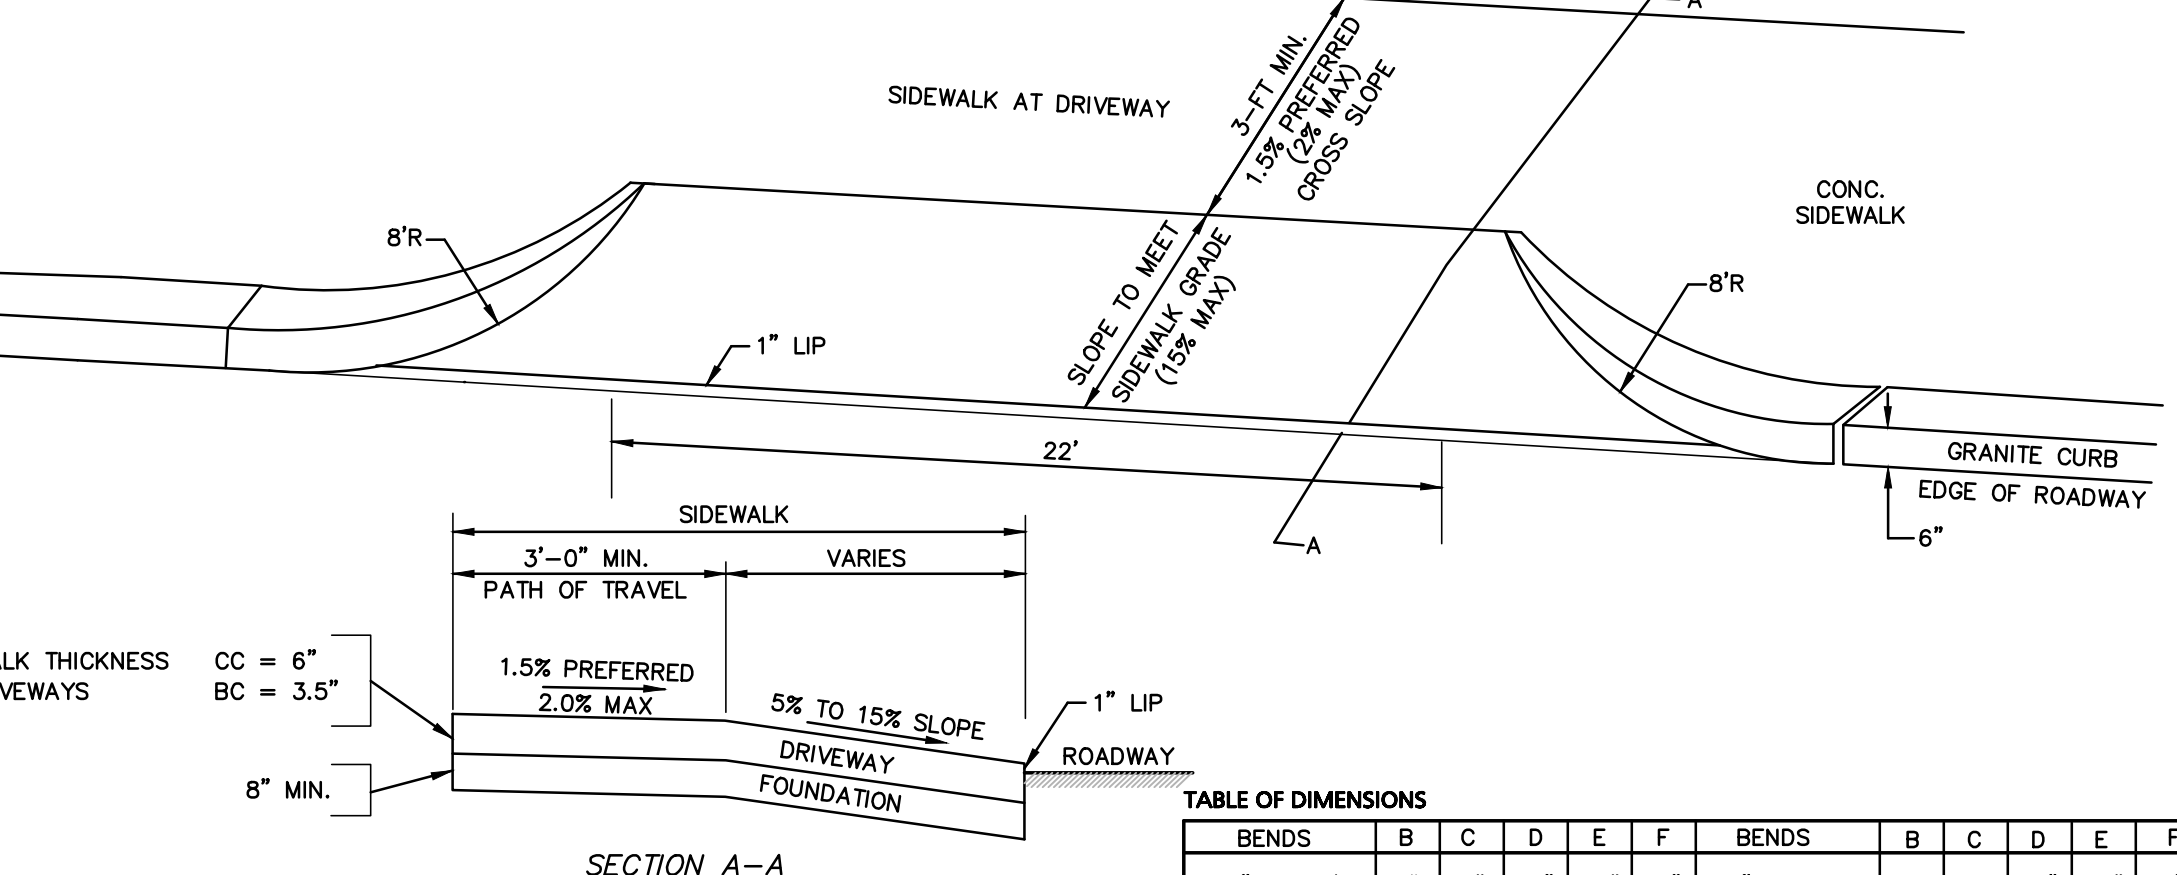 A
3-FT MIN.
1.5% PREFERRED
(2% MAX)
CROSS SLOPE
SIDEWALK AT DRIVEWAY
CONC.
SIDEWALK
8'R
SLOPE TO MEET
SIDEWALK GRADE
(15% MAX)
8'R
1" LIP
22'
GRANITE CURB
EDGE OF ROADWAY
6"
A
SIDEWALK
3'-0" MIN.
VARIES
PATH OF TRAVEL
LK THICKNESS CC = 6"
VEWAYS BC = 3.5"
1.5% PREFERRED
2.0% MAX
5% TO 15% SLOPE
1" LIP
DRIVEWAY
ROADWAY
8" MIN.
FOUNDATION
SECTION A-A
TABLE OF DIMENSIONS
BENDS B C D E F BENDS B C D E F